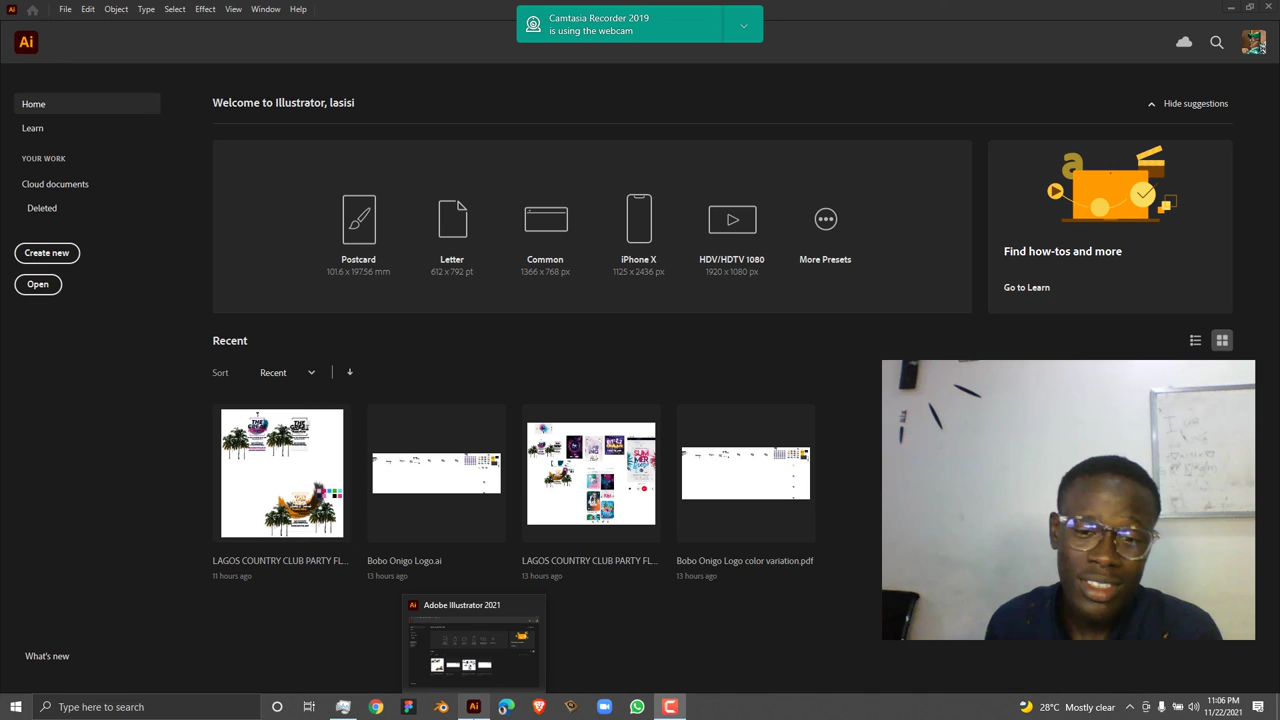 File Edit Object Type Select Effect View Window Help
Camtasia Recorder 2019
is using the webcam
Ai
Home
Learn
YOUR WORK
Cloud documents
Deleted
Create new
Open
What's new
Welcome to Illustrator, lasisi
Hide suggestions
Postcard
101.6 x 197.56 mm
Letter
612 x 792 pt
Common
1366 x 768 px
iPhone X
1125 x 2436 px
HDV/HDTV 1080
1920 x 1080 px
More Presets
Find how-tos and more
Go to Learn
Recent
Sort Recent
LAGOS COUNTRY CLUB PARTY FL...
11 hours ago
Bobo Onigo Logo.ai
13 hours ago
LAGOS COUNTRY CLUB PARTY FL...
13 hours ago
Bobo Onigo Logo color variation.pdf
13 hours ago
Ai Adobe Illustrator 2021
Type here to search
Ai
28°C Mostly clear
11:06 PM
11/22/2021